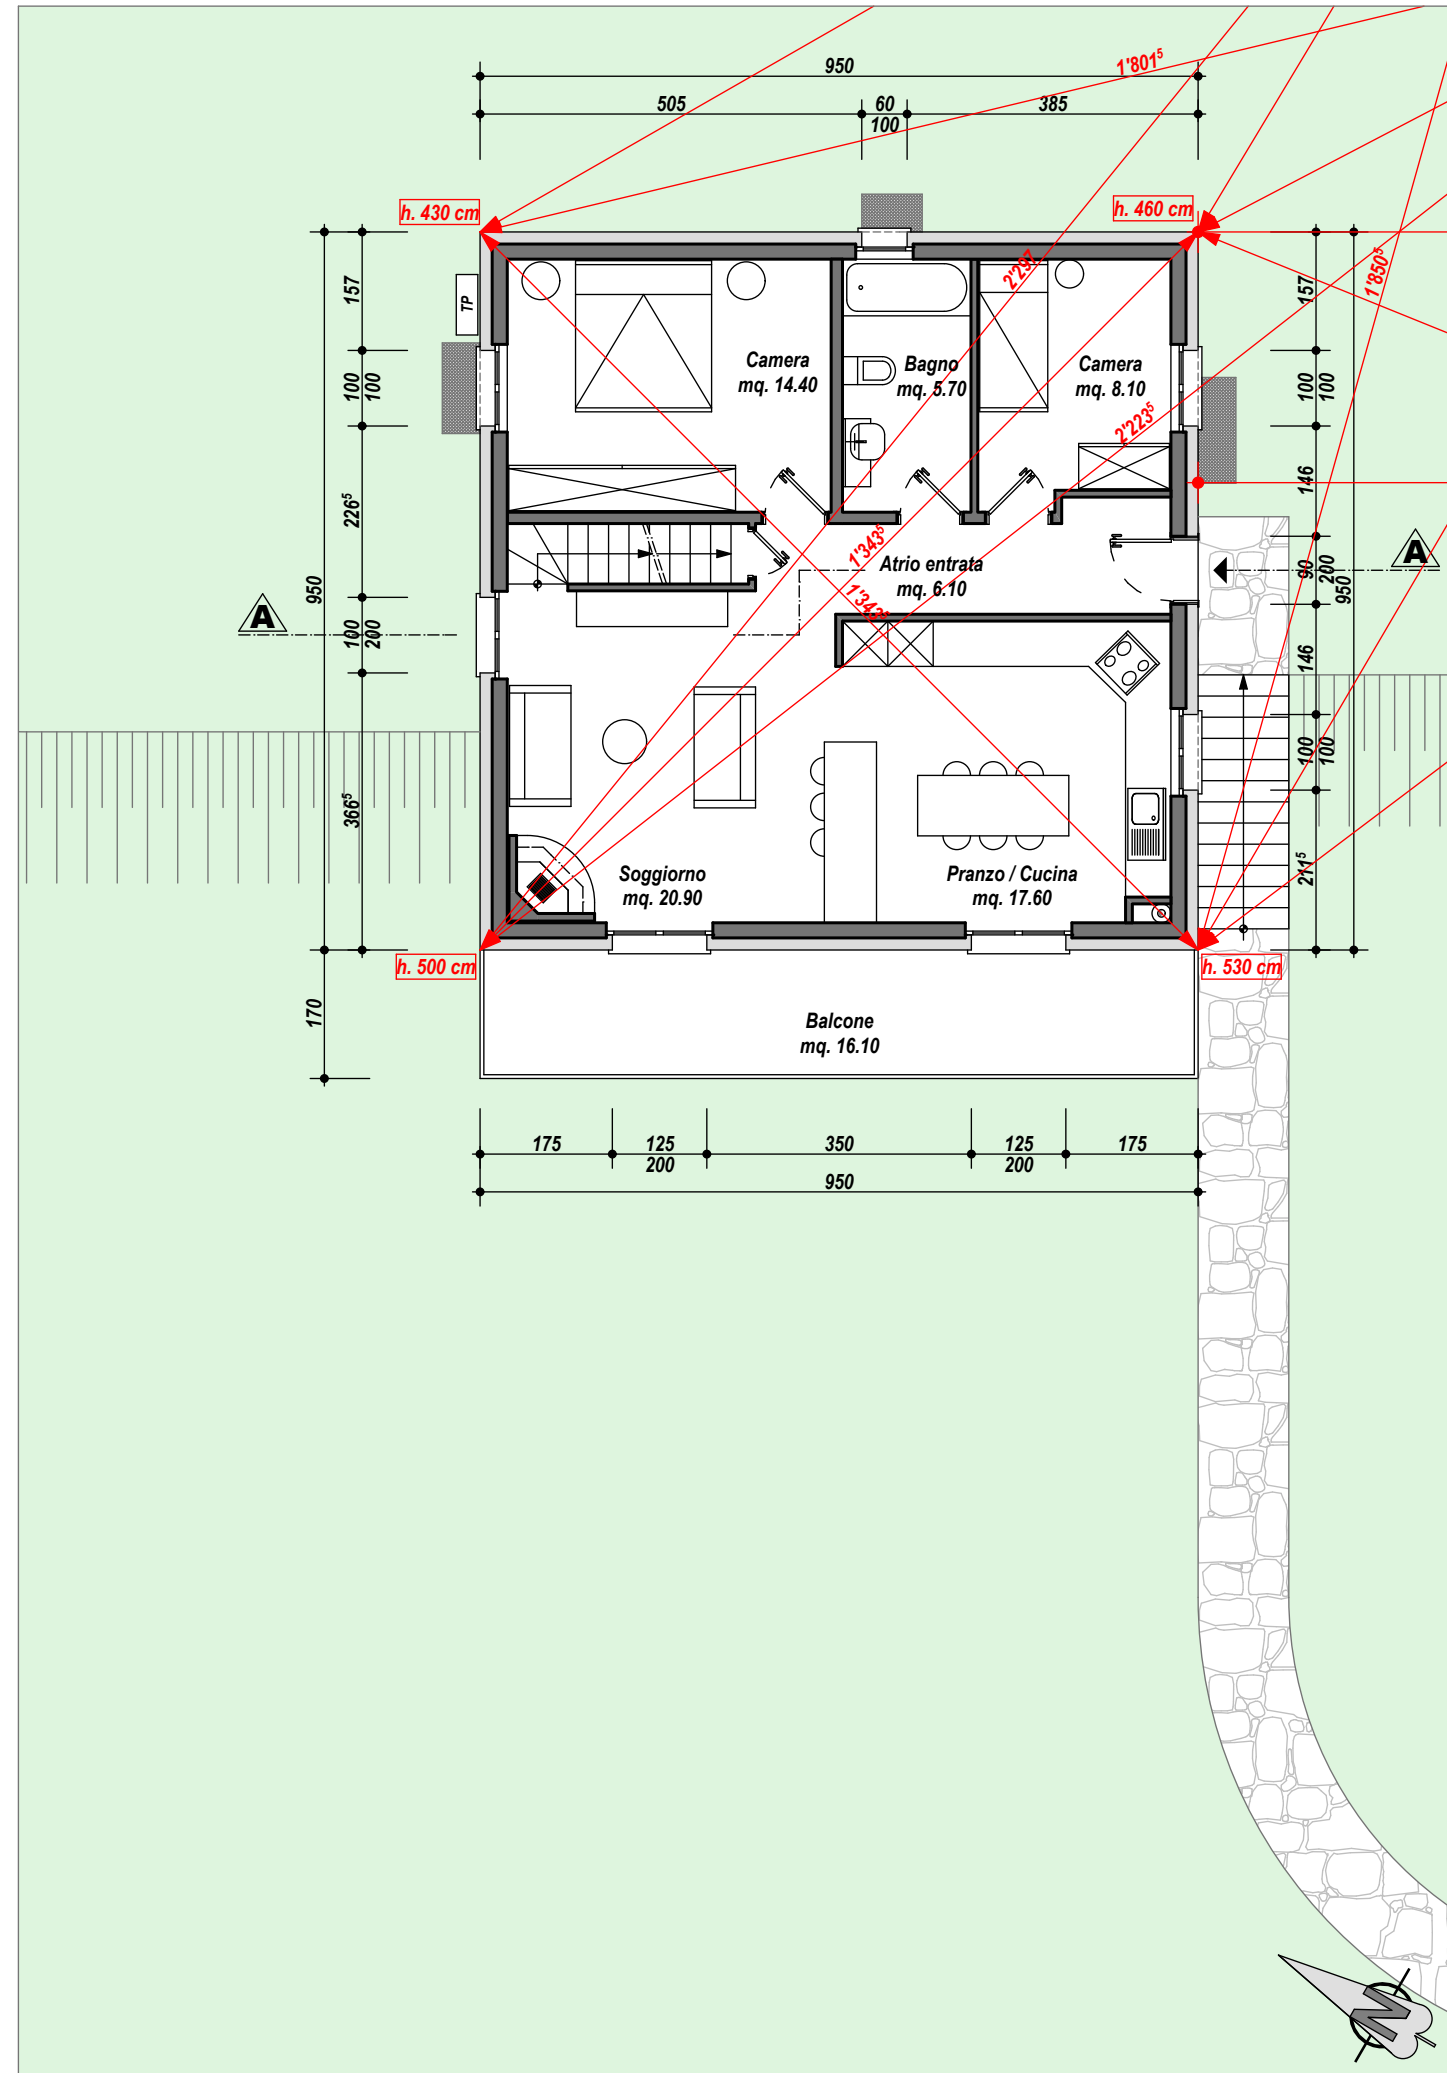 950
1'801⁵
505
60
385
100
h. 430 cm
h. 460 cm
157
TP
2'297
1'850⁵
157
100
100
Camera
mq. 14.40
Bagno
mq. 5.70
Camera
mq. 8.10
100
100
2'223⁵
226⁵
146
950
1'343⁵
1'343⁵
Atrio entrata
mq. 6.10
90
200
950
A
A
100
200
146
100
100
366⁵
211⁵
Soggiorno
mq. 20.90
Pranzo / Cucina
mq. 17.60
h. 500 cm
h. 530 cm
170
Balcone
mq. 16.10
175
125
350
125
175
200
200
950
N